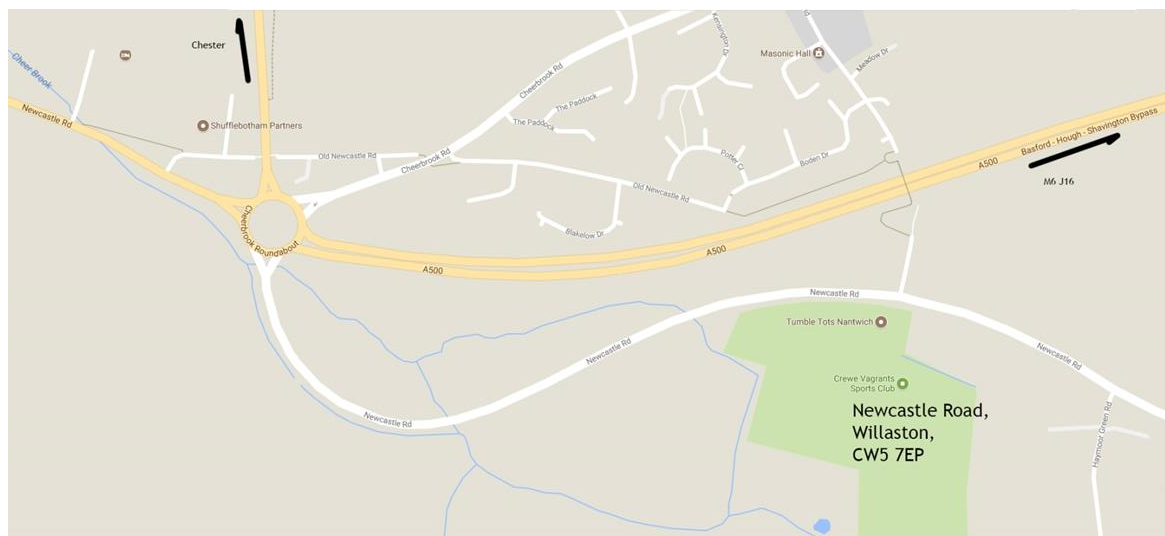 Chester
Cheer Brook
Newcastle Rd
Shufflebotham Partners
Old Newcastle Rd
Cheerbrook Rd
Cheerbrook Rd
The Paddock
The Paddock
Kensington Dr
Rd
Masonic Hall
Meadow Dr
Potter Cl
Boden Dr
Old Newcastle Rd
Blakelow Dr
Basford - Hough - Shavington Bypass
A500
M6 J16
Cheerbrook Roundabout
A500
A500
Newcastle Rd
Tumble Tots Nantwich
Newcastle Rd
Newcastle Rd
Crewe Vagrants
Sports Club
Newcastle Road,
Willaston,
CW5 7EP
Newcastle Rd
Haymoor Green Rd